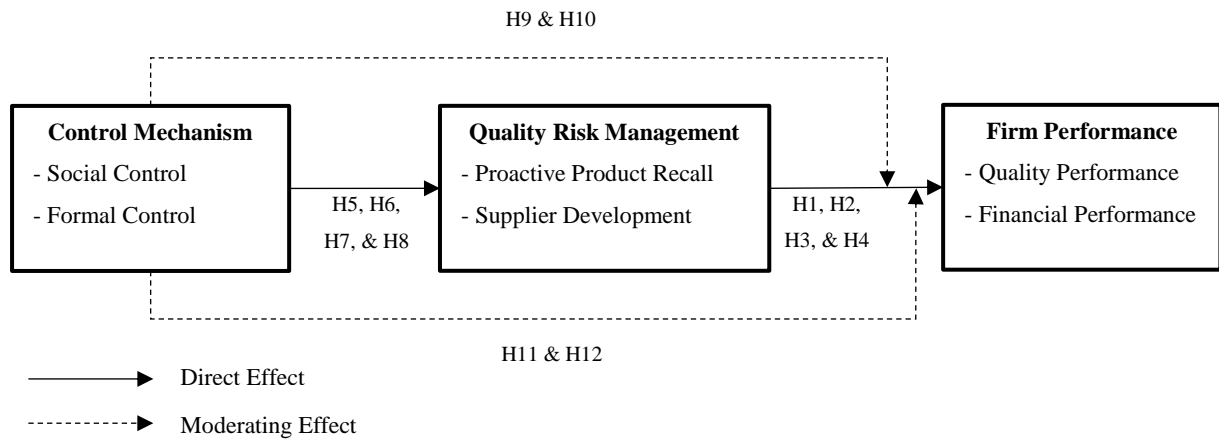 H9 & H10
Control Mechanism
- Social Control
- Formal Control
H5, H6,
H7, & H8
Quality Risk Management
- Proactive Product Recall
- Supplier Development
H1, H2,
H3, & H4
Firm Performance
- Quality Performance
- Financial Performance
H11 & H12
Direct Effect
Moderating Effect